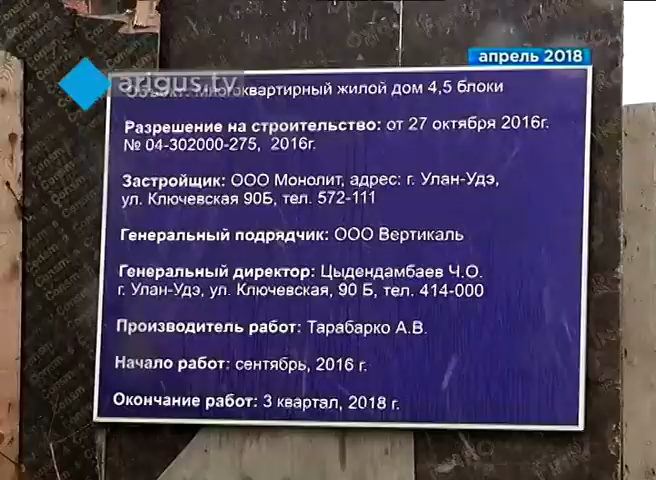 апрель 2018
arigus.tv
Объект: Многоквартирный жилой дом 4,5 блоки
Разрешение на строительство: от 27 октября 2016г.
№ 04-302000-275, 2016г.
Застройщик: ООО Монолит, адрес: г. Улан-Удэ,
ул. Ключевская 90Б, тел. 572-111
Генеральный подрядчик: ООО Вертикаль
Генеральный директор: Цыдендамбаев Ч.О.
г. Улан-Удэ, ул. Ключевская, 90 Б, тел. 414-000
Производитель работ: Тарабарко А.В.
Начало работ: сентябрь, 2016 г.
Окончание работ: 3 квартал, 2018 г.